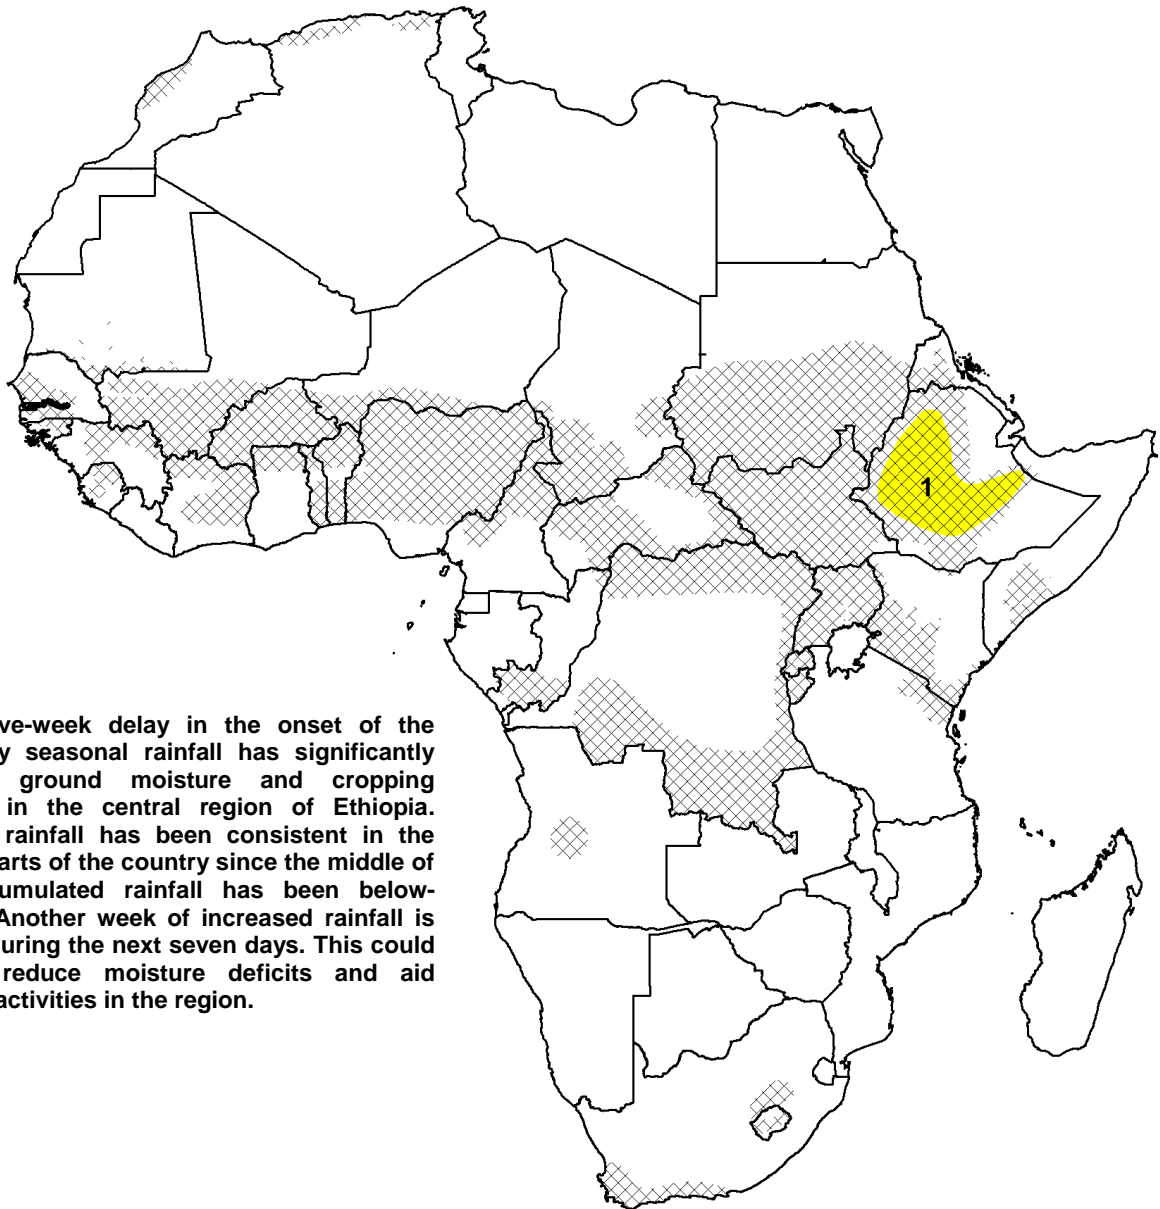 ve-week delay in the onset of the
y seasonal rainfall has significantly
ground moisture and cropping
in the central region of Ethiopia.
rainfall has been consistent in the
arts of the country since the middle of
umulated rainfall has been below-
Another week of increased rainfall is
uring the next seven days. This could
reduce moisture deficits and aid
activities in the region.
1